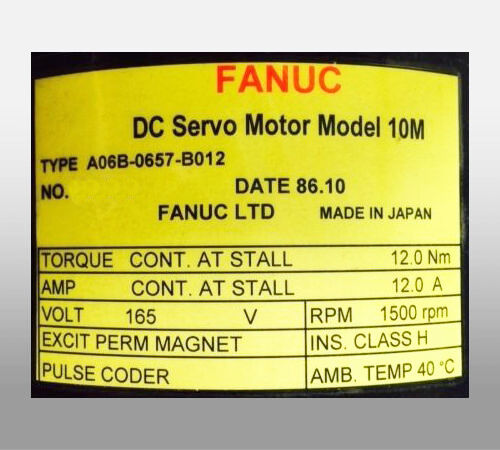 FANUC
DC Servo Motor Model 10M
TYPE A06B-0657-B012
NO. DATE 86.10
FANUC LTD MADE IN JAPAN
TORQUE CONT. AT STALL 12.0 Nm
AMP CONT. AT STALL 12.0 A
VOLT 165 V RPM 1500 rpm
EXCIT PERM MAGNET INS. CLASS H
PULSE CODER AMB. TEMP 40 °C